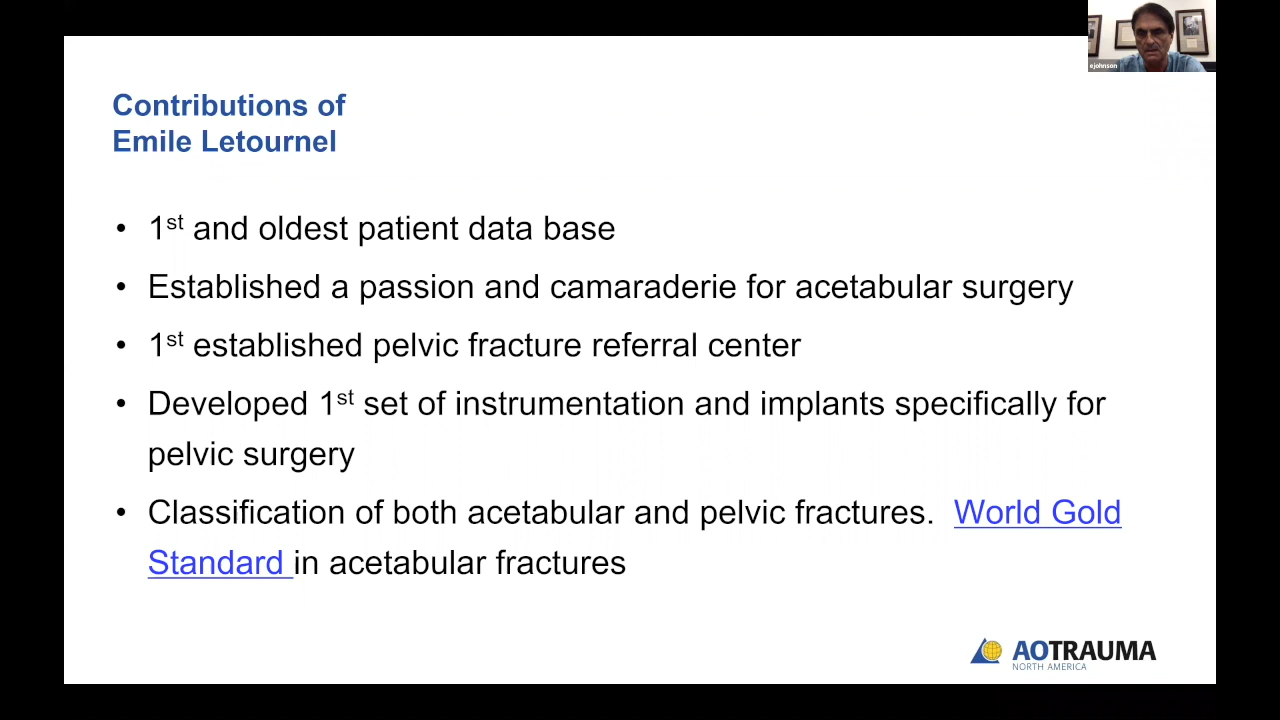 ejohnson
Contributions of
Emile Letournel
• 1st and oldest patient data base
• Established a passion and camaraderie for acetabular surgery
• 1st established pelvic fracture referral center
• Developed 1st set of instrumentation and implants specifically for
pelvic surgery
• Classification of both acetabular and pelvic fractures. World Gold
Standard in acetabular fractures
AOTRAUMA
NORTH AMERICA